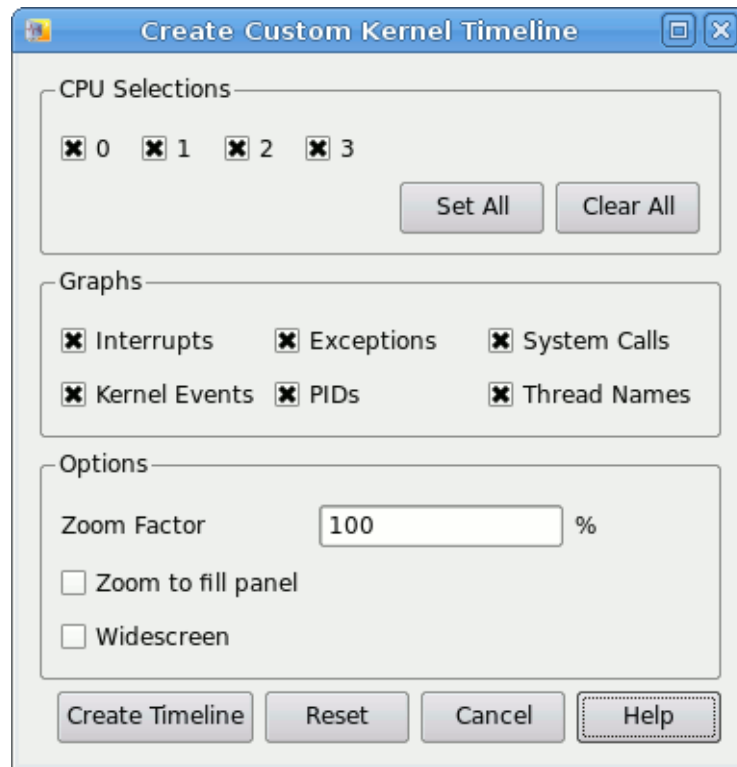 Create Custom Kernel Timeline
CPU Selections
0 1 2 3
Set All Clear All
Graphs
Interrupts Exceptions System Calls
Kernel Events PIDs Thread Names
Options
Zoom Factor 100 %
Zoom to fill panel
Widescreen
Create Timeline Reset Cancel Help